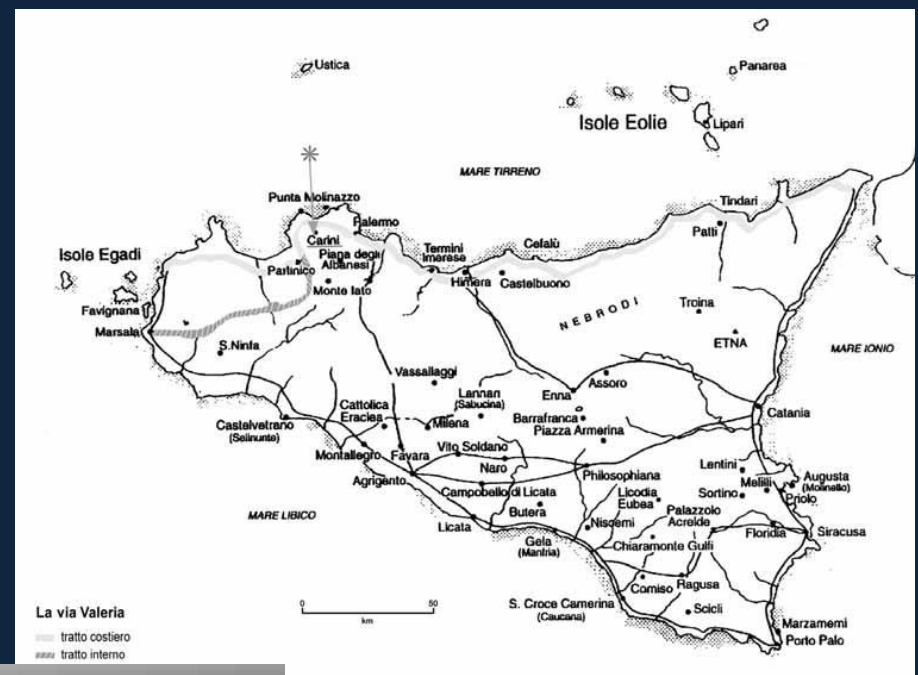 Ustica
Panarea
Isole Eolie
Lipari
MARE TIRRENO
Punta Molinazzo
Tindari
Palermo
Patti
Isole Egadi
Carini
Cefalù
Termini
Imerese
Piana degli
Albanesi
Partinico
Himera
Castelbuono
Monte Iato
Favignana
NEBRODI
Troina
Marsala
ETNA
MARE IONIO
S.Ninfa
Vassallaggi
Assoro
Enna
Lannari
(Sabucina)
Cattolica
Eraclea
Barrafranca
Catania
Castelvetrano
(Selinunte)
Milena
Piazza Armerina
Vito Soldano
Montallegro
Favara
Naro
Lentini
Agrigento
Philosophiana
Augusta
(Molinello)
Melilli
Campobello di Licata
Licodia
Eubea
Sortino
Priolo
MARE LIBICO
Butera
Palazzolo
Acreide
Licata
Niscemi
Floridia
Siracusa
Gela
(Mantria)
Chiaramonte Gulfi
Comiso
Ragusa
La via Valeria
0
50
km
S. Croce Camerina
(Caucana)
Scicli
Marzamemi
tratto costiero
Porto Palo
tratto interno